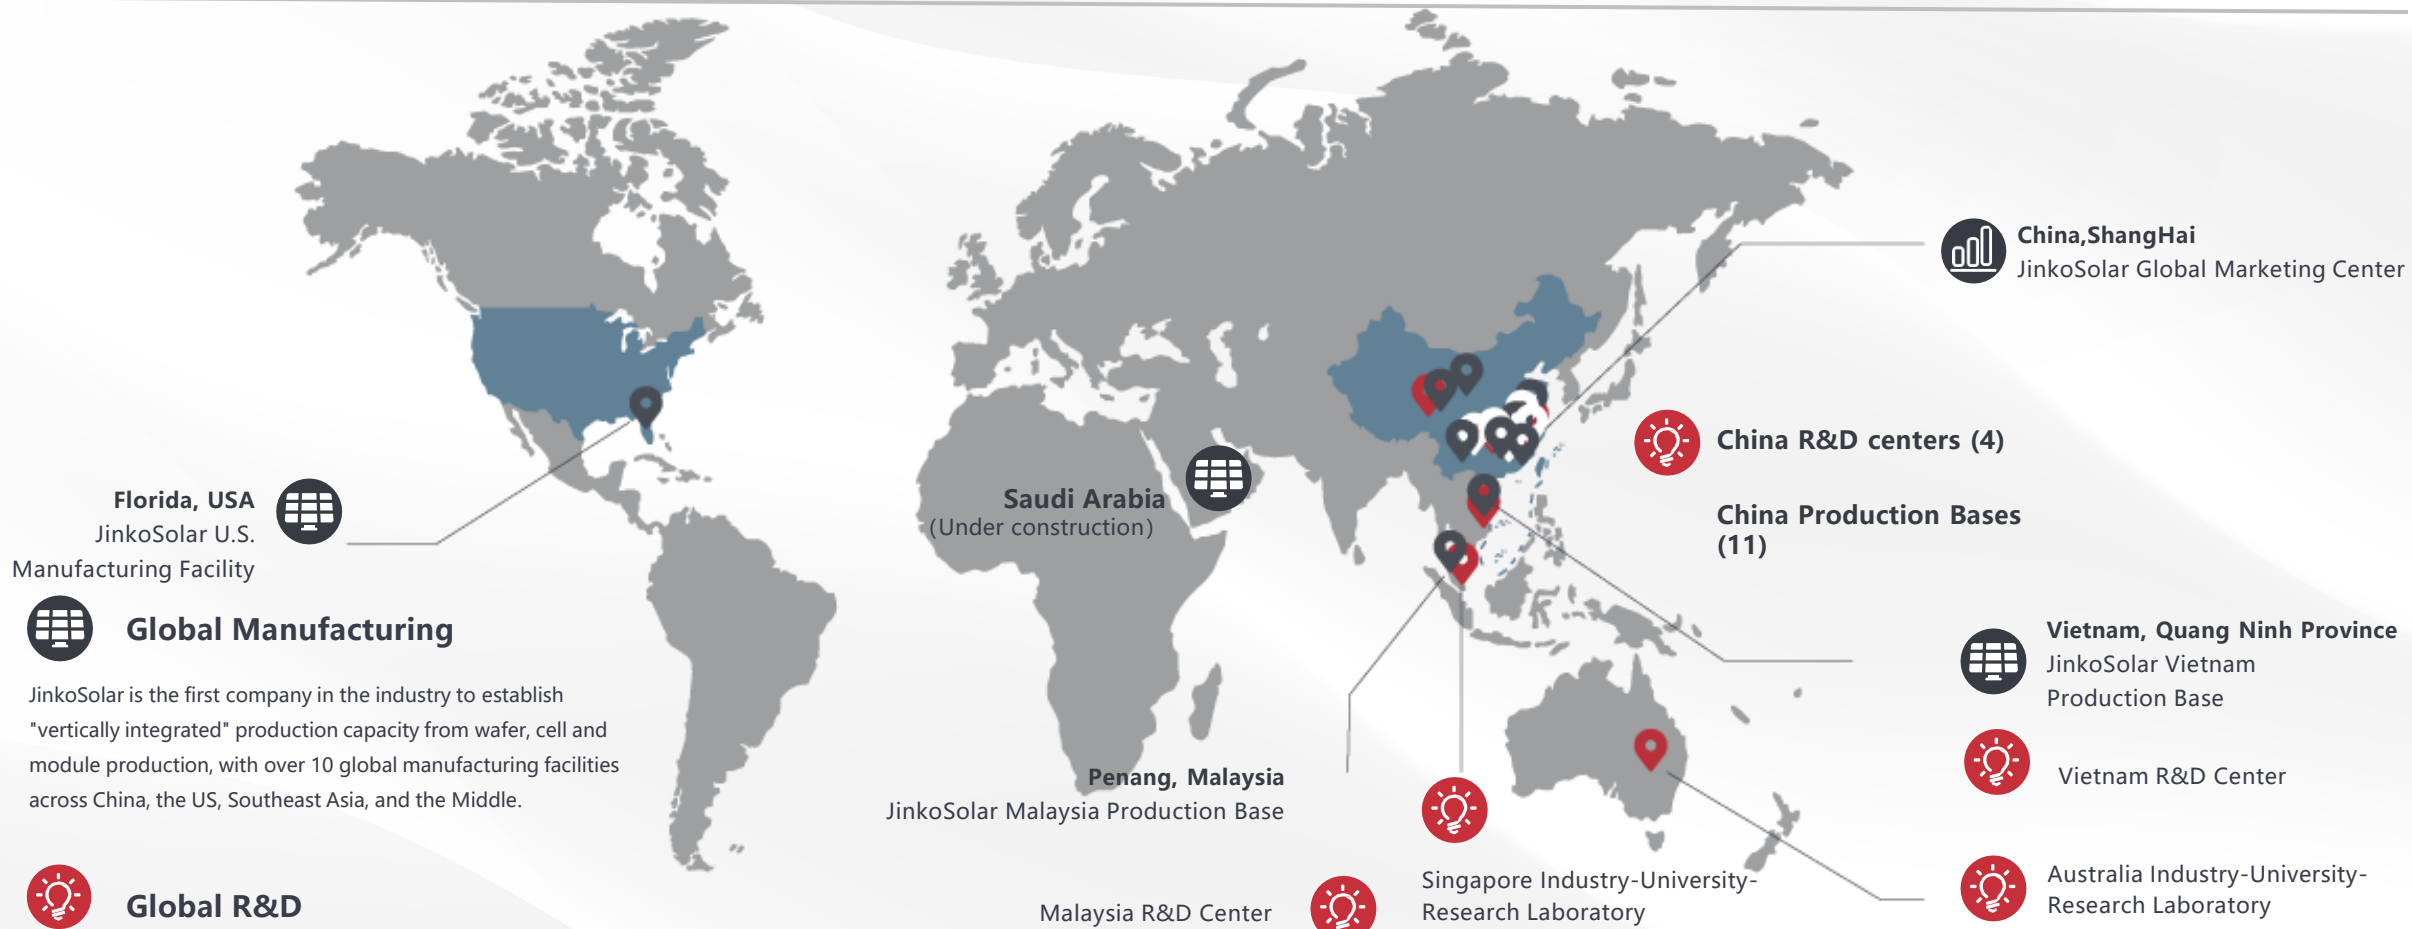 China,ShangHai
JinkoSolar Global Marketing Center
China R&D centers (4)
China Production Bases
(11)
Florida, USA
JinkoSolar U.S.
Manufacturing Facility
Saudi Arabia
(Under construction)
Global Manufacturing
JinkoSolar is the first company in the industry to establish
"vertically integrated" production capacity from wafer, cell and
module production, with over 10 global manufacturing facilities
across China, the US, Southeast Asia, and the Middle.
Vietnam, Quang Ninh Province
JinkoSolar Vietnam
Production Base
Vietnam R&D Center
Penang, Malaysia
JinkoSolar Malaysia Production Base
Global R&D
Malaysia R&D Center
Singapore Industry-University-
Research Laboratory
Australia Industry-University-
Research Laboratory